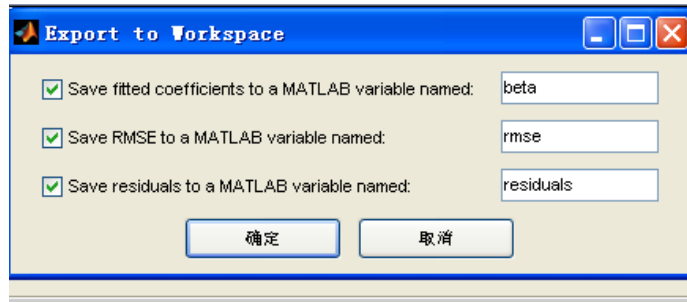 Export to Workspace
Save fitted coefficients to a MATLAB variable named: beta
Save RMSE to a MATLAB variable named: rmse
Save residuals to a MATLAB variable named: residuals
确定 取消